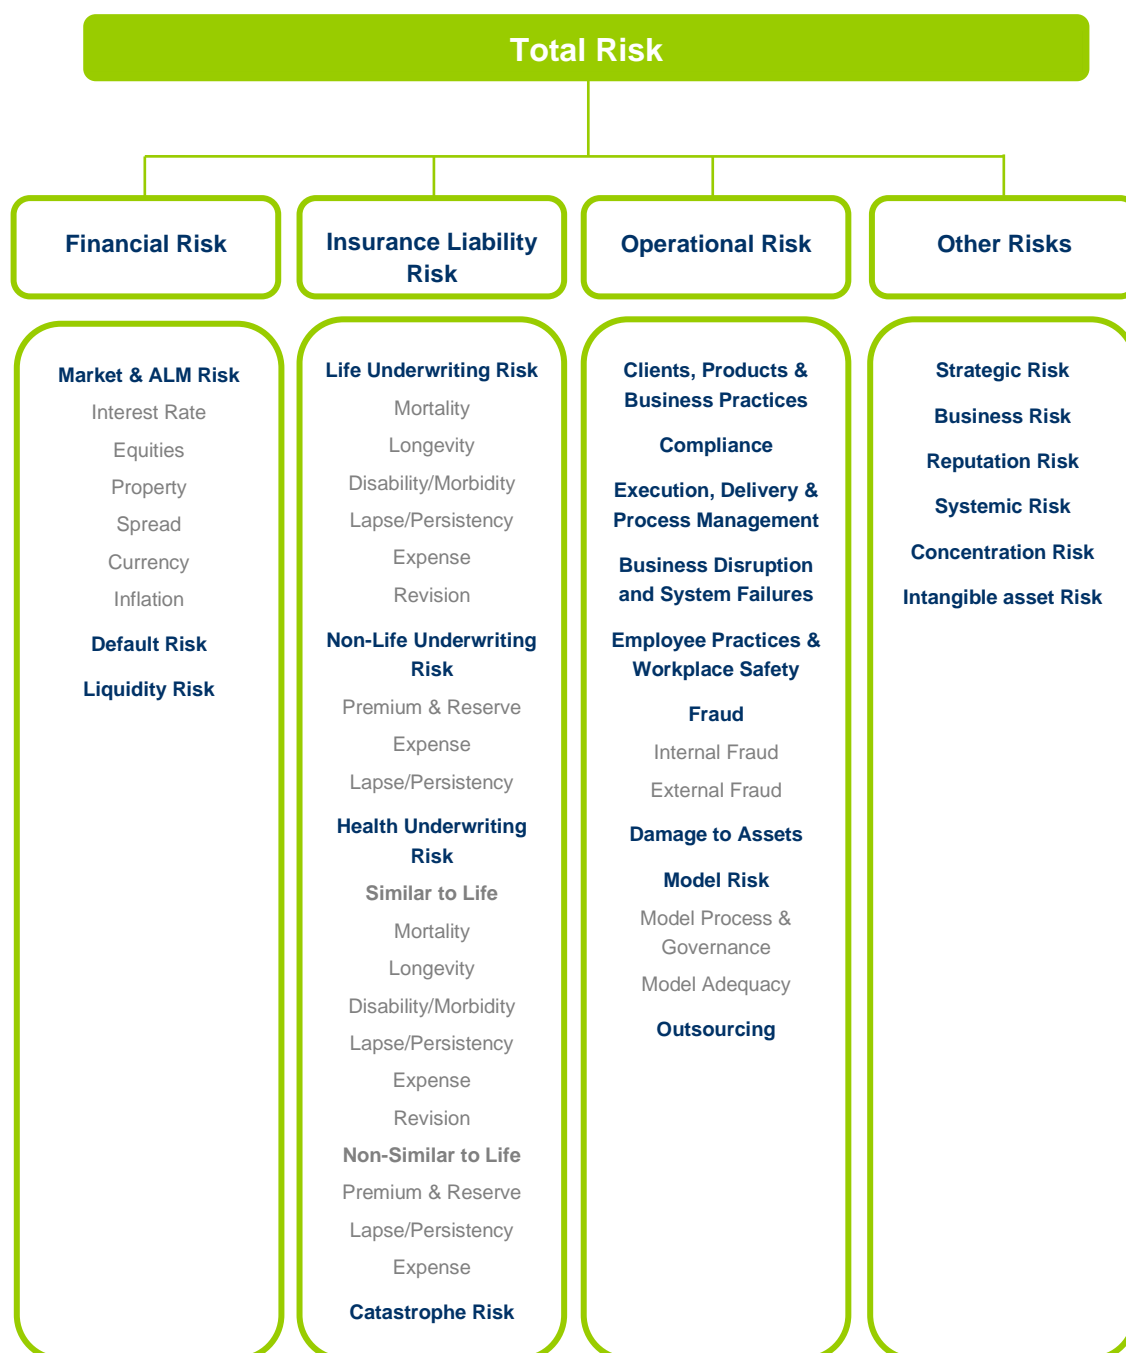 Total Risk
Financial Risk
Insurance Liability
Risk
Operational Risk
Other Risks
Market & ALM Risk
Interest Rate
Equities
Property
Spread
Currency
Inflation
Default Risk
Liquidity Risk
Life Underwriting Risk
Mortality
Longevity
Disability/Morbidity
Lapse/Persistency
Expense
Revision
Non-Life Underwriting
Risk
Premium & Reserve
Expense
Lapse/Persistency
Health Underwriting
Risk
Similar to Life
Mortality
Longevity
Disability/Morbidity
Lapse/Persistency
Expense
Revision
Non-Similar to Life
Premium & Reserve
Lapse/Persistency
Expense
Catastrophe Risk
Clients, Products &
Business Practices
Compliance
Execution, Delivery &
Process Management
Business Disruption
and System Failures
Employee Practices &
Workplace Safety
Fraud
Internal Fraud
External Fraud
Damage to Assets
Model Risk
Model Process &
Governance
Model Adequacy
Outsourcing
Strategic Risk
Business Risk
Reputation Risk
Systemic Risk
Concentration Risk
Intangible asset Risk